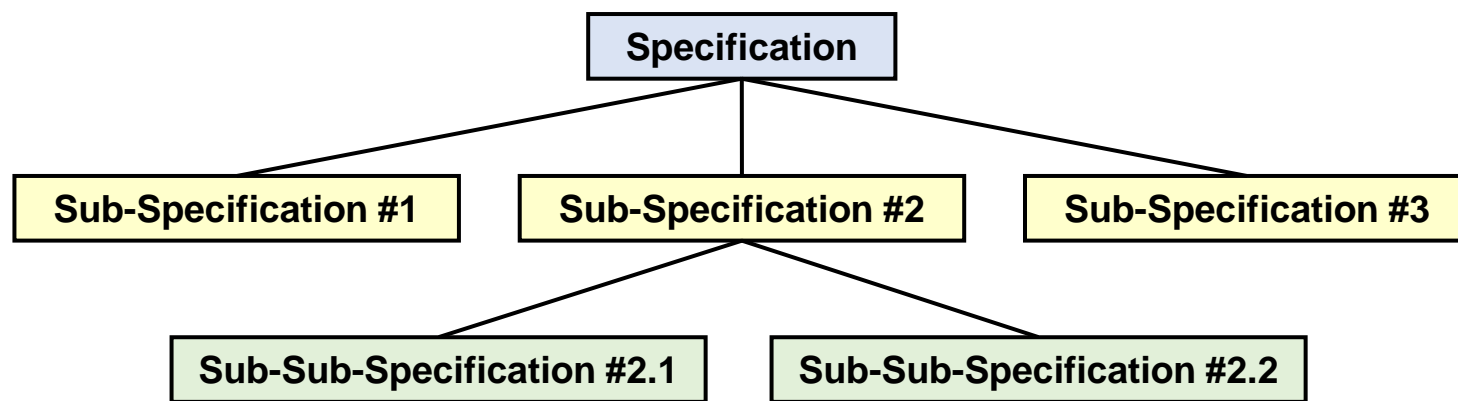 Specification
Sub-Specification #1
Sub-Specification #2
Sub-Specification #3
Sub-Sub-Specification #2.1
Sub-Sub-Specification #2.2